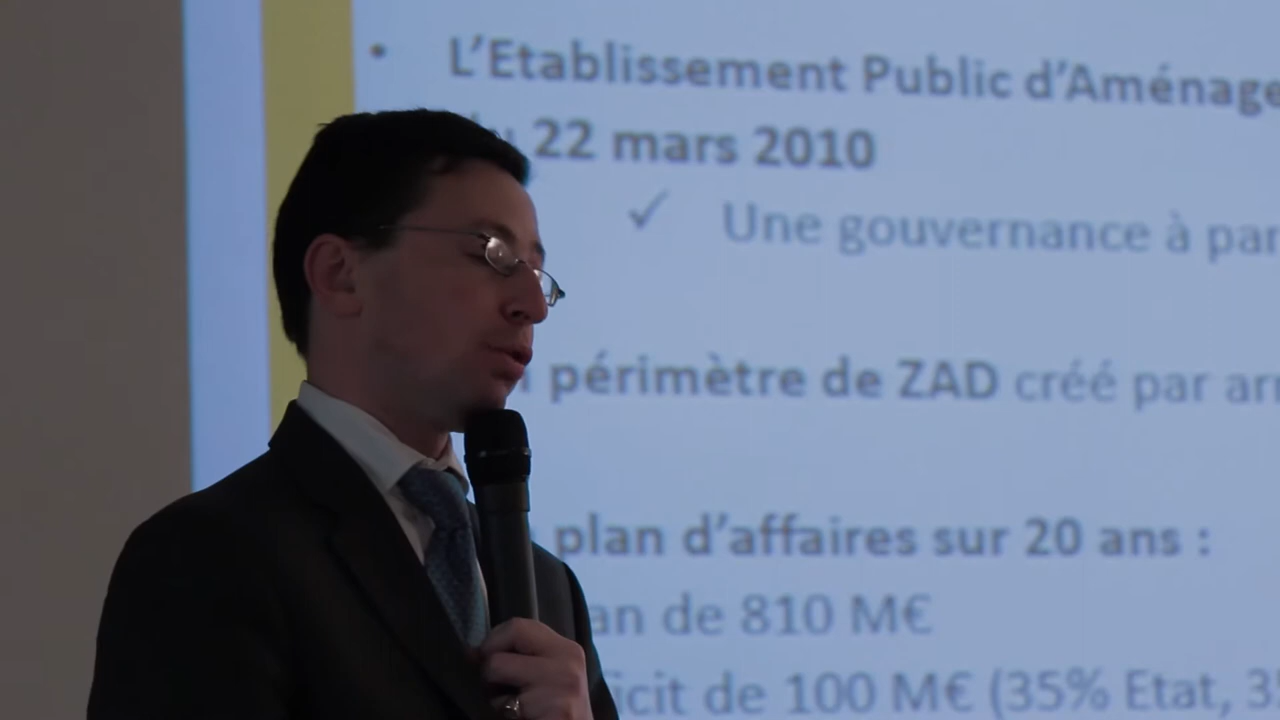 • L'Etablissement Public d'Aménage
22 mars 2010
✓ Une gouvernance à par
périmètre de ZAD créé par arr
plan d'affaires sur 20 ans :
an de 810 M€
icit de 100 M€ (35% Etat, 3